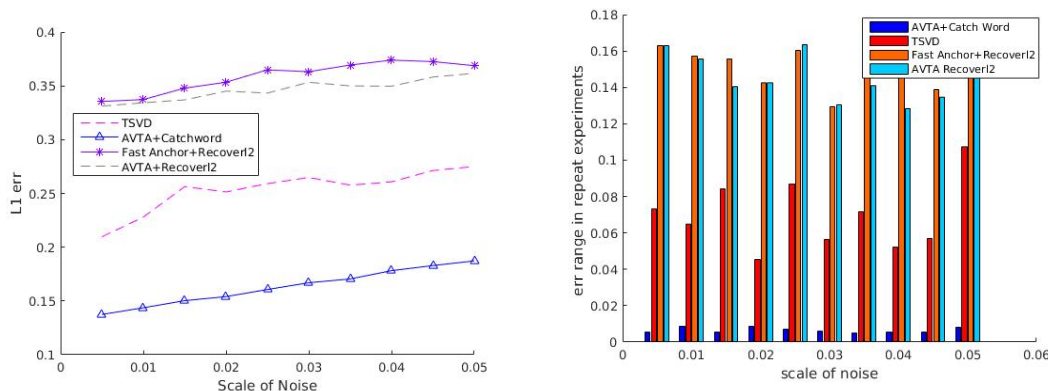 0.4
0.35
0.3
0.25
0.2
0.15
0.1
L1 err
TSVD
AVTA+Catchword
Fast Anchor+Recoverl2
AVTA+Recoverl2
0 0.01 0.02 0.03 0.04 0.05
Scale of Noise
0.18
0.16
0.14
0.12
0.1
0.08
0.06
0.04
0.02
0
err range in repeat experiments
AVTA+Catch Word
TSVD
Fast Anchor+Recoverl2
AVTA Recoverl2
0 0.01 0.02 0.03 0.04 0.05 0.06
scale of noise